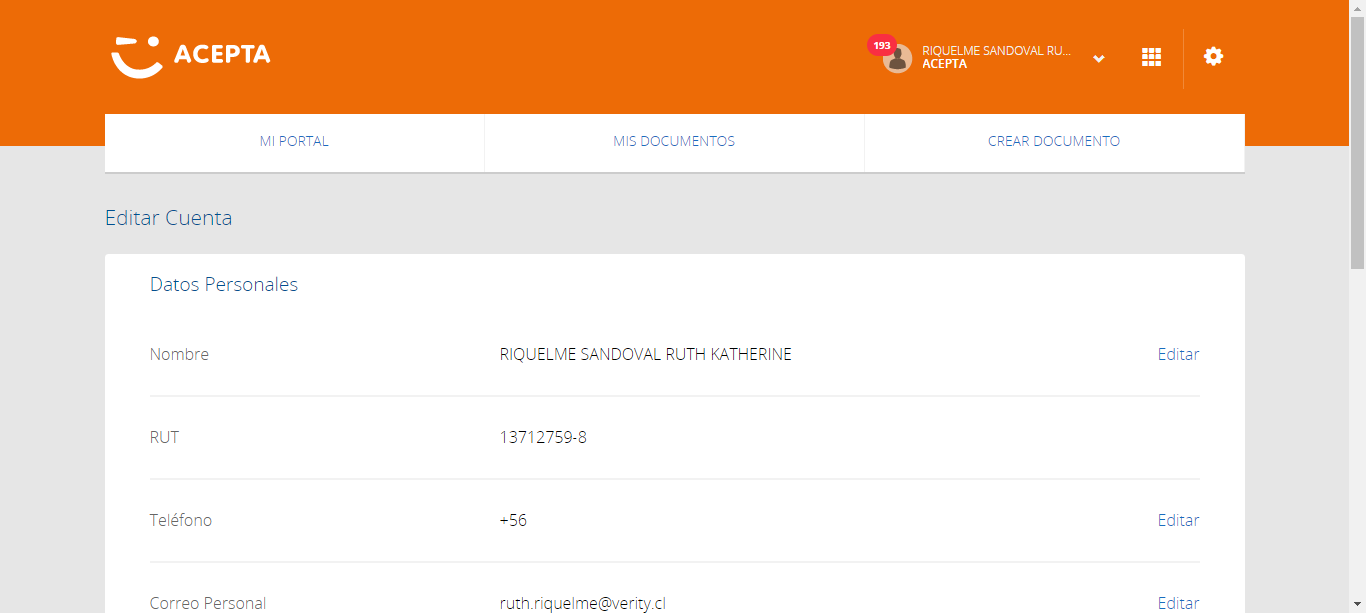 ACEPTA
193
RIQUELME SANDOVAL RU...
ACEPTA
MI PORTAL
MIS DOCUMENTOS
CREAR DOCUMENTO
Editar Cuenta
Datos Personales
Nombre RIQUELME SANDOVAL RUTH KATHERINE Editar
RUT 13712759-8
Teléfono +56 Editar
Correo Personal ruth.riquelme@verity.cl Editar